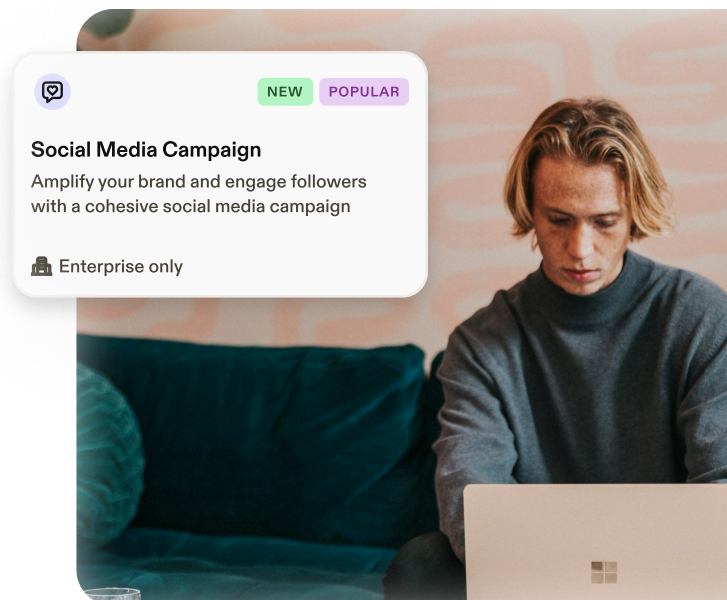 NEW POPULAR
Social Media Campaign
Amplify your brand and engage followers
with a cohesive social media campaign
Enterprise only